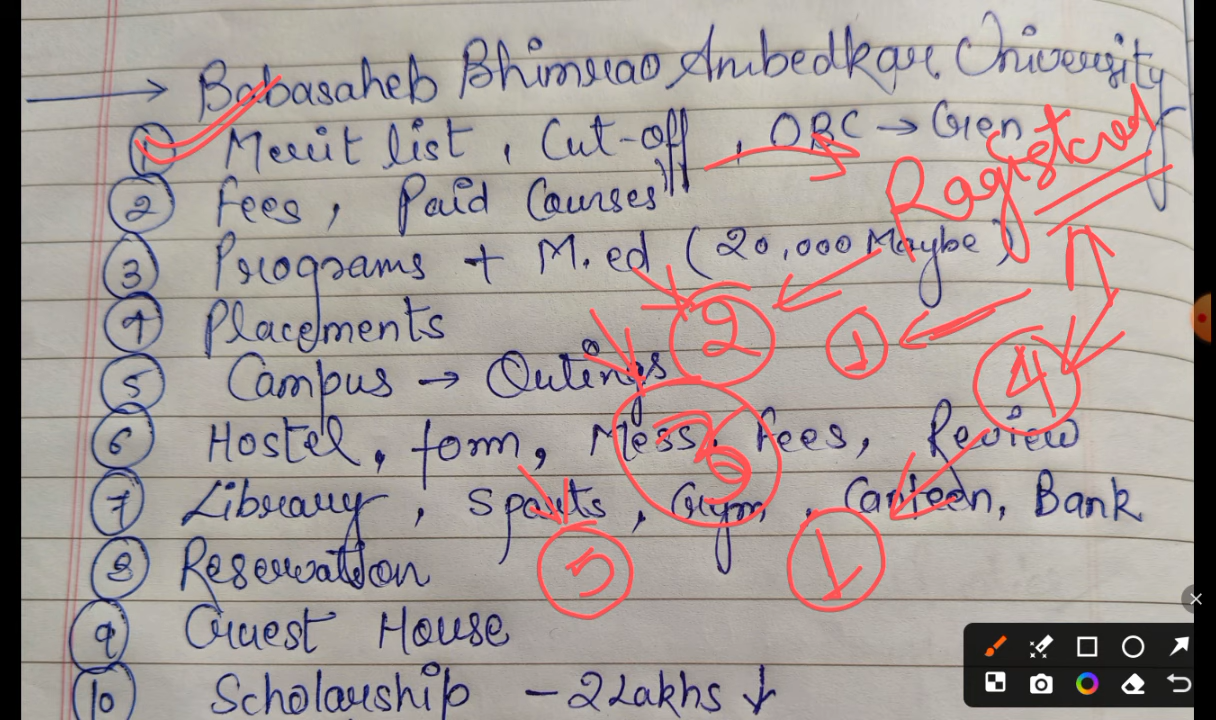 → Babasaheb Bhimrao Ambedkar University
① Merit list, Cut-off, OBC → Gen
Ragistered
② Fees, Paid Courses
③ Programs + M.ed (20,000 Maybe)
④ Placements
2
1
4
⑤ Campus → Outings
⑥ Hostel, form, Mess, Fees, Review
3
⑦ Library, Sports, Gym, Canteen, Bank
⑧ Reservation
5
1
⑨ Guest House
⑩ Scholarship - 2 Lakhs ↓